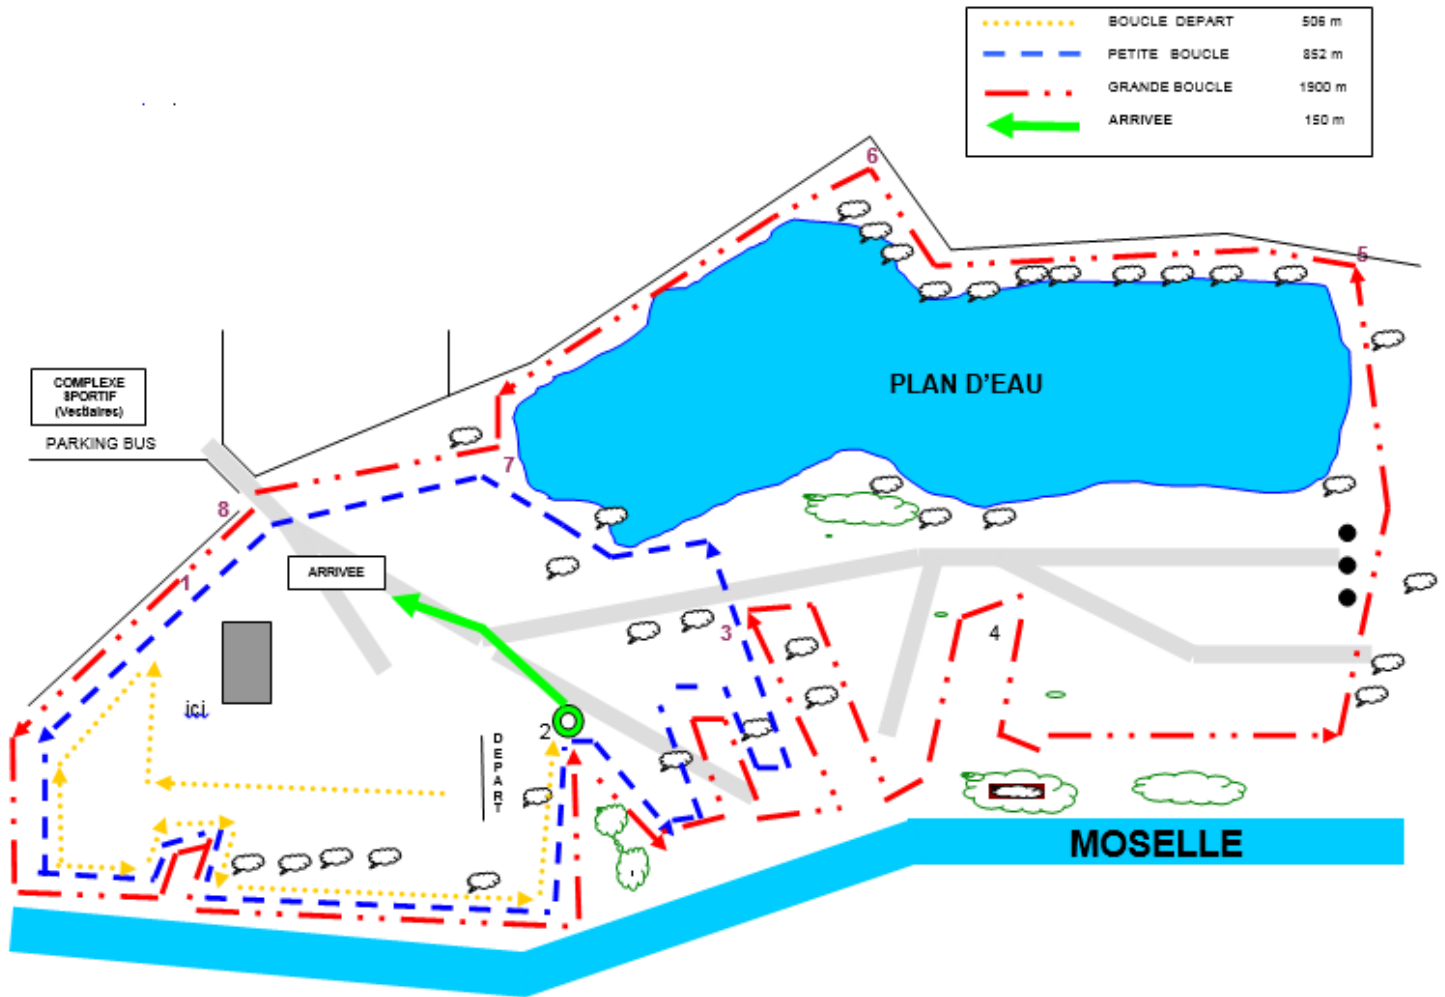 BOUCLE DEPART 506 m
PETITE BOUCLE 852 m
GRANDE BOUCLE 1900 m
ARRIVEE 150 m
6
5
COMPLEXE
SPORTIF
(Vestiaires)
PARKING BUS
PLAN D'EAU
7
8
ARRIVEE
1
3
4
ici
2
DEPART
MOSELLE